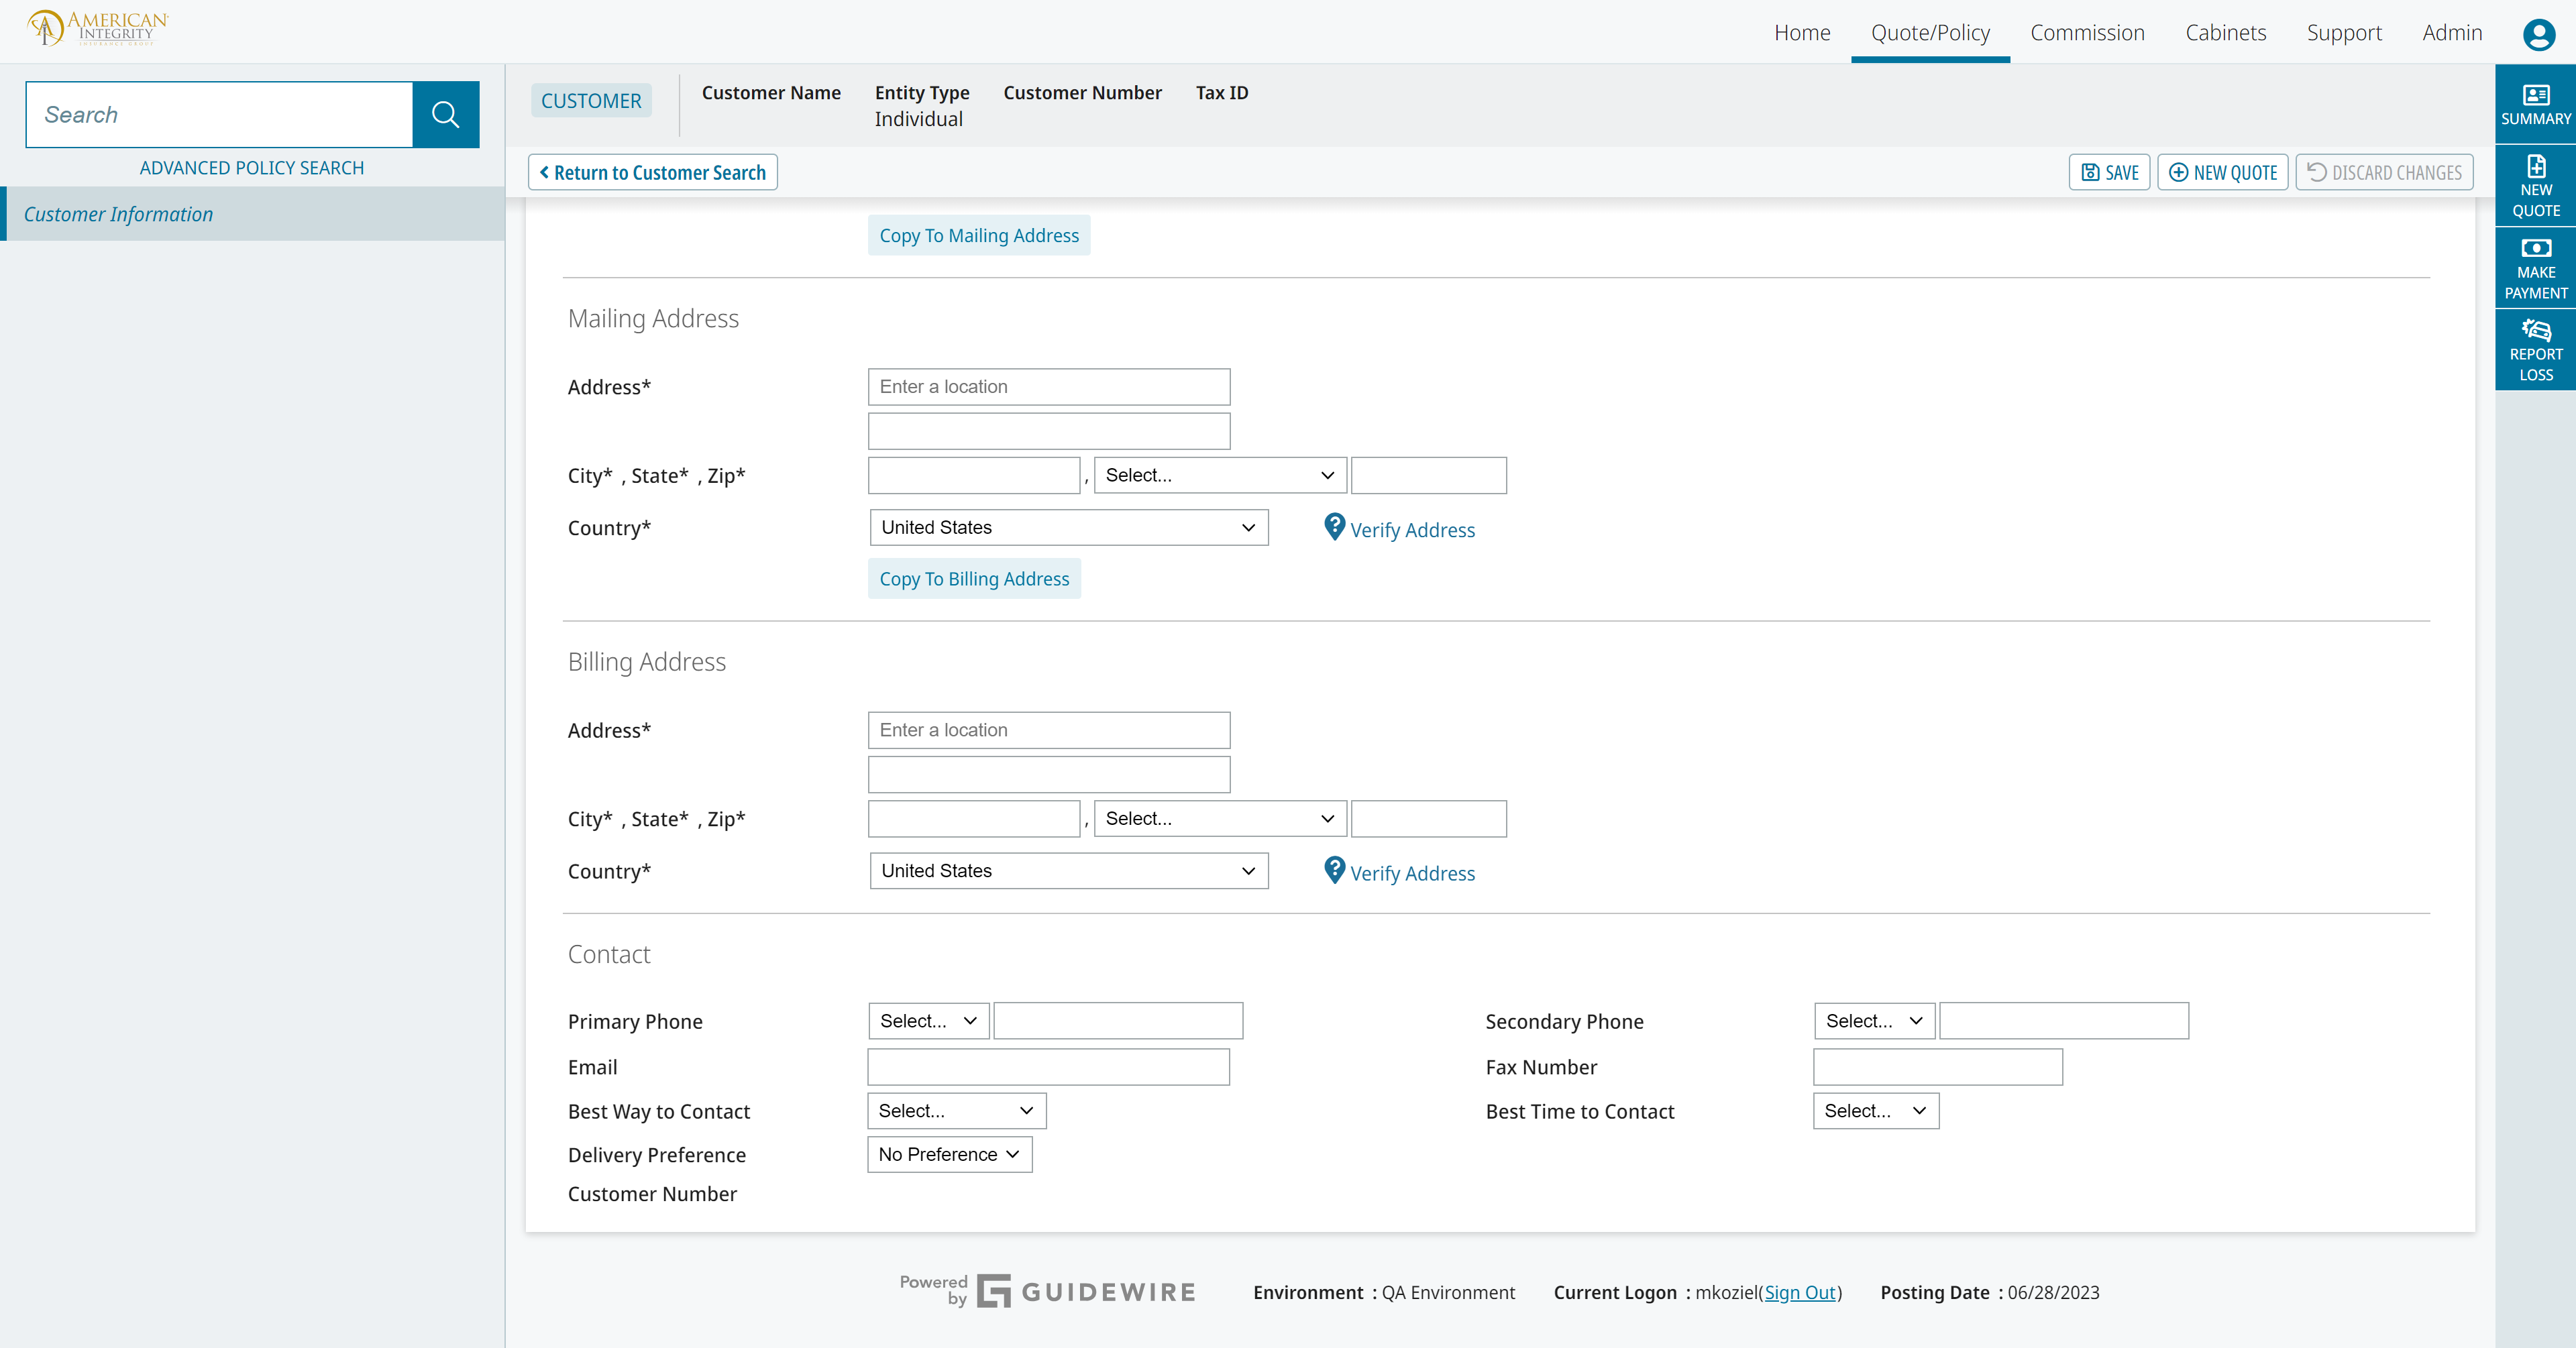 AMERICAN
INTEGRITY
INSURANCE GROUP
Home Quote/Policy Commission Cabinets Support Admin
Search
ADVANCED POLICY SEARCH
Customer Information
CUSTOMER
Customer Name Entity Type Customer Number Tax ID
Individual
Return to Customer Search
SAVE NEW QUOTE DISCARD CHANGES
SUMMARY
NEW
QUOTE
MAKE
PAYMENT
REPORT
LOSS
Copy To Mailing Address
Mailing Address
Address* Enter a location
City* , State* , Zip* , Select...
Country* United States Verify Address
Copy To Billing Address
Billing Address
Address* Enter a location
City* , State* , Zip* , Select...
Country* United States Verify Address
Contact
Primary Phone Select... Secondary Phone Select...
Email Fax Number
Best Way to Contact Select... Best Time to Contact Select...
Delivery Preference No Preference
Customer Number
Powered
by GUIDEWIRE
Environment : QA Environment Current Logon : mkoziel(Sign Out) Posting Date : 06/28/2023